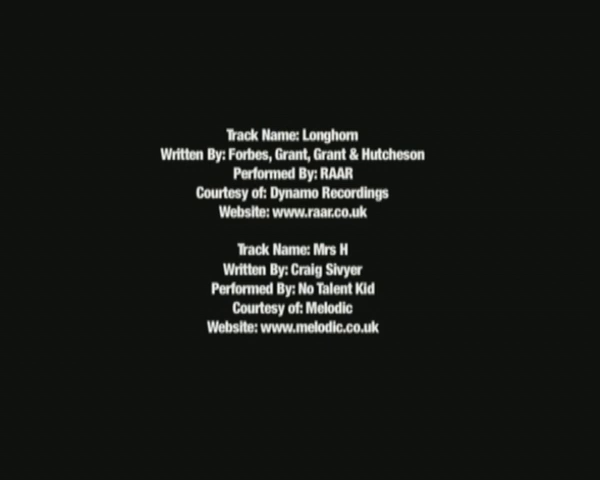 Track Name: Longhorn
Written By: Forbes, Grant, Grant & Hutcheson
Performed By: RAAR
Courtesy of: Dynamo Recordings
Website: www.raar.co.uk
Track Name: Mrs H
Written By: Craig Sivyer
Performed By: No Talent Kid
Courtesy of: Melodic
Website: www.melodic.co.uk